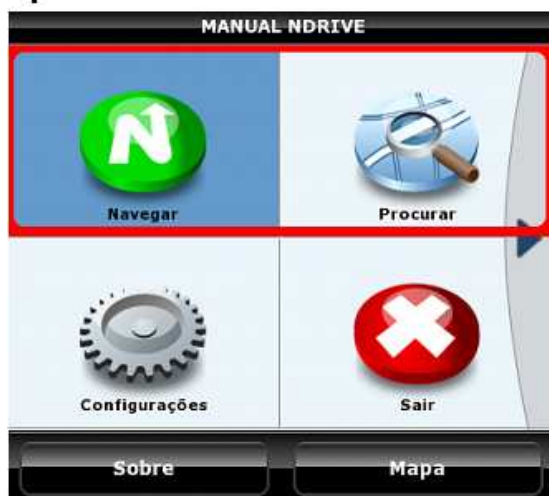 MANUAL NDRIVE
Navegar
Procurar
Configurações
Sair
Sobre
Mapa